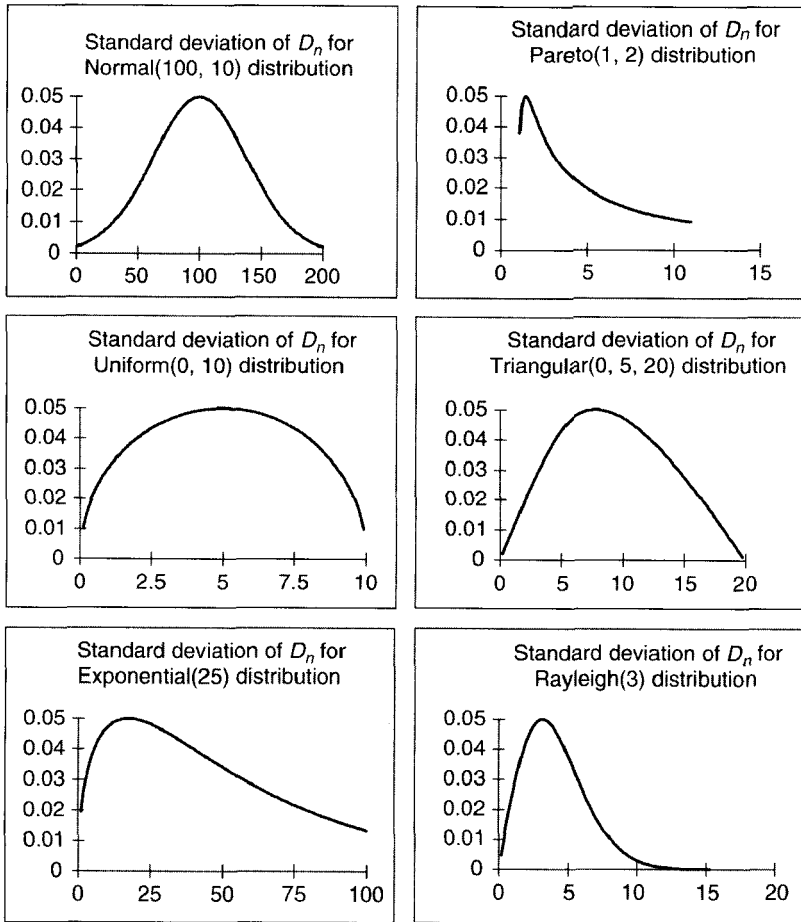 Standard deviation of Dn for
Normal(100, 10) distribution
0.05
0.04
0.03
0.02
0.01
0
0 50 100 150 200
Standard deviation of Dn for
Pareto(1, 2) distribution
0.05
0.04
0.03
0.02
0.01
0
0 5 10 15
Standard deviation of Dn for
Uniform(0, 10) distribution
0.05
0.04
0.03
0.02
0.01
0
0 2.5 5 7.5 10
Standard deviation of Dn for
Triangular(0, 5, 20) distribution
0.05
0.04
0.03
0.02
0.01
0
0 5 10 15 20
Standard deviation of Dn for
Exponential(25) distribution
0.05
0.04
0.03
0.02
0.01
0
0 25 50 75 100
Standard deviation of Dn for
Rayleigh(3) distribution
0.05
0.04
0.03
0.02
0.01
0
0 5 10 15 20